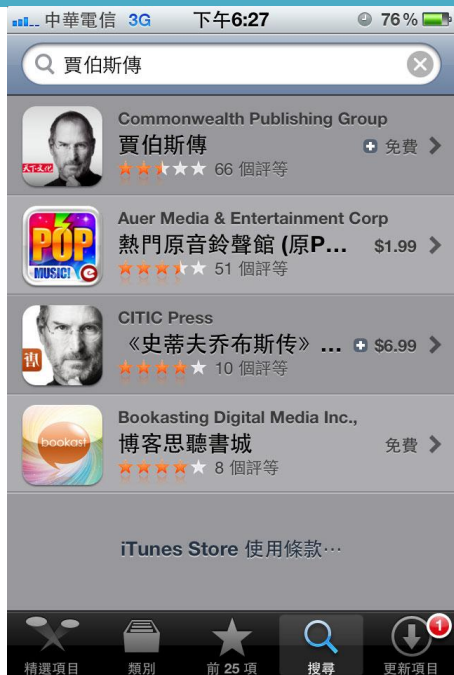 中華電信 3G 下午6:27 76%
賈伯斯傳
Commonwealth Publishing Group
賈伯斯傳 免費
天下文化
66 個評等
Auer Media & Entertainment Corp
熱門原音鈴聲館 (原P... $1.99
POP
MUSIC!
51 個評等
CITIC Press
《史蒂夫乔布斯传》 ... $6.99
10 個評等
Bookasting Digital Media Inc.,
bookast
博客思聽書城 免費
8 個評等
iTunes Store 使用條款…
1
精選項目 類別 前 25 項 搜尋 更新項目